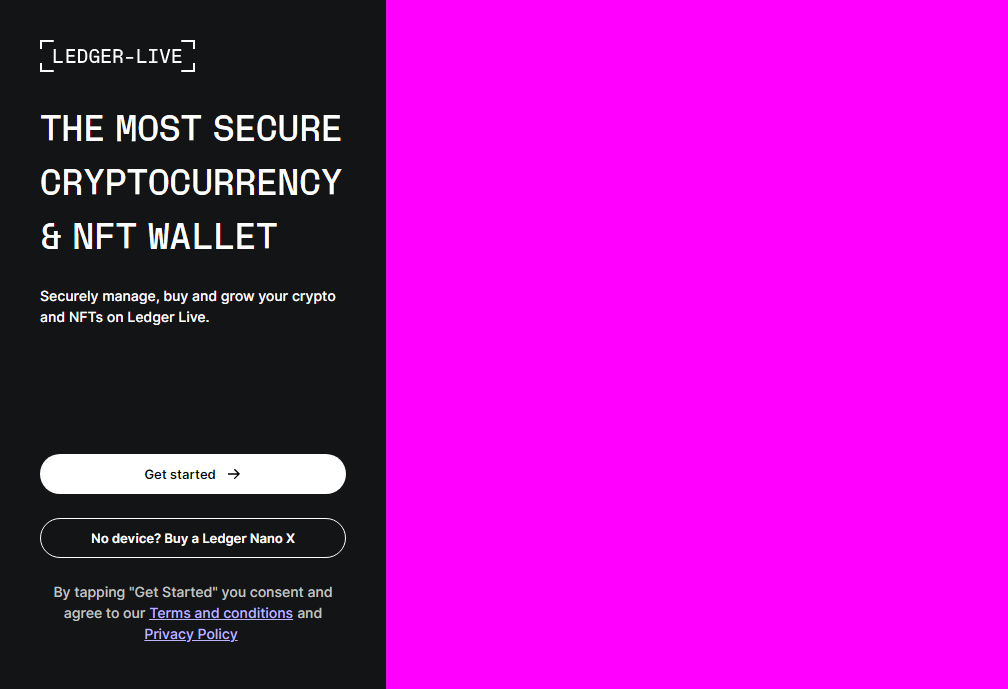 LEDGER-LIVE
THE MOST SECURE
CRYPTOCURRENCY
& NFT WALLET
Securely manage, buy and grow your crypto
and NFTs on Ledger Live.
Get started
No device? Buy a Ledger Nano X
By tapping "Get Started" you consent and
agree to our Terms and conditions and
Privacy Policy